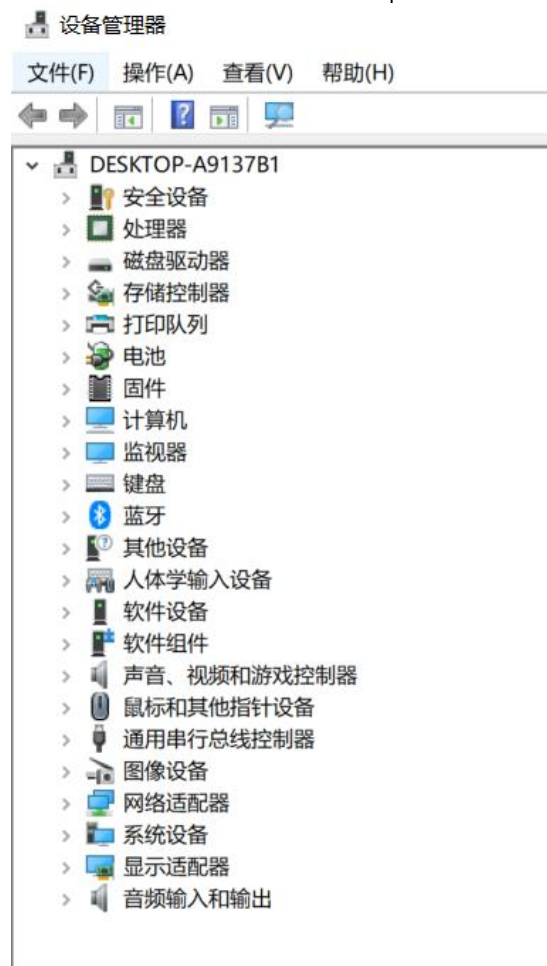 设备管理器
文件(F) 操作(A) 查看(V) 帮助(H)
DESKTOP-A9137B1
安全设备
处理器
磁盘驱动器
存储控制器
打印队列
电池
固件
计算机
监视器
键盘
蓝牙
其他设备
人体学输入设备
软件设备
软件组件
声音、视频和游戏控制器
鼠标和其他指针设备
通用串行总线控制器
图像设备
网络适配器
系统设备
显示适配器
音频输入和输出